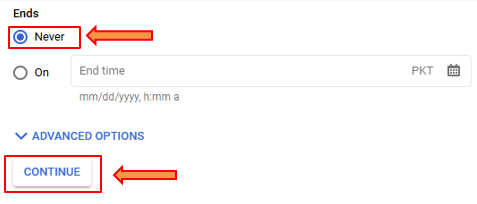 Ends
Never
On End time PKT
mm/dd/yyyy, h:mm a
ADVANCED OPTIONS
CONTINUE